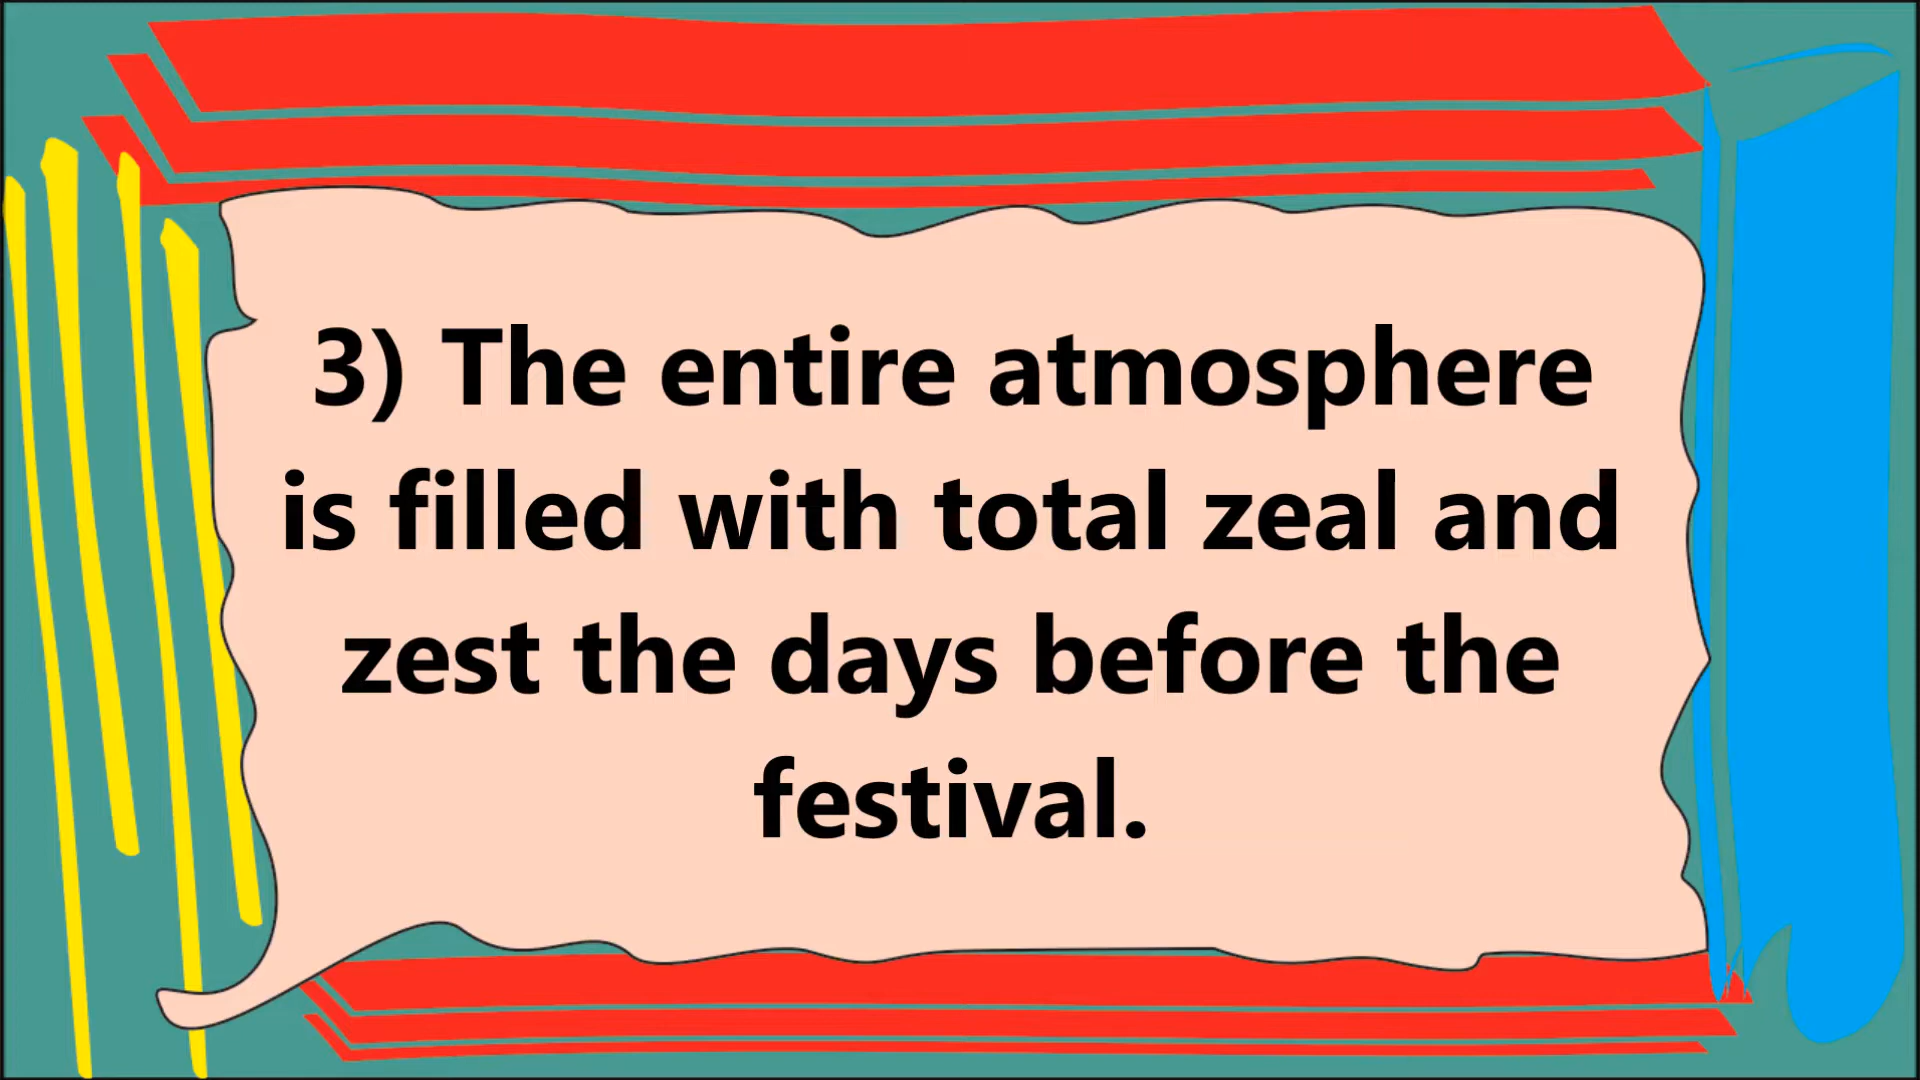 3) The entire atmosphere
is filled with total zeal and
zest the days before the
festival.